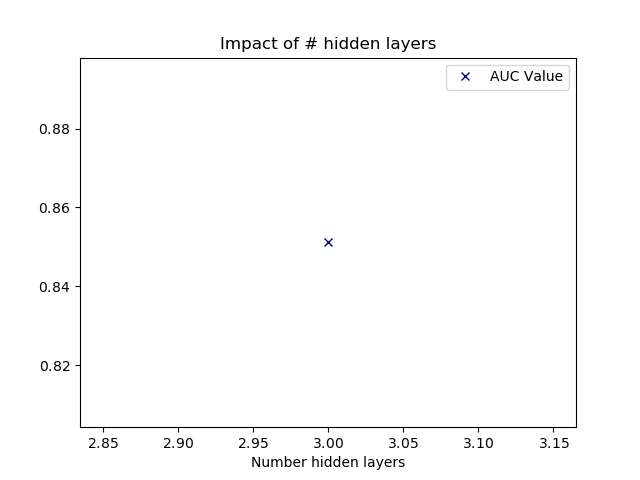 Impact of # hidden layers
AUC Value
0.88
0.86
0.84
0.82
2.85 2.90 2.95 3.00 3.05 3.10 3.15
Number hidden layers